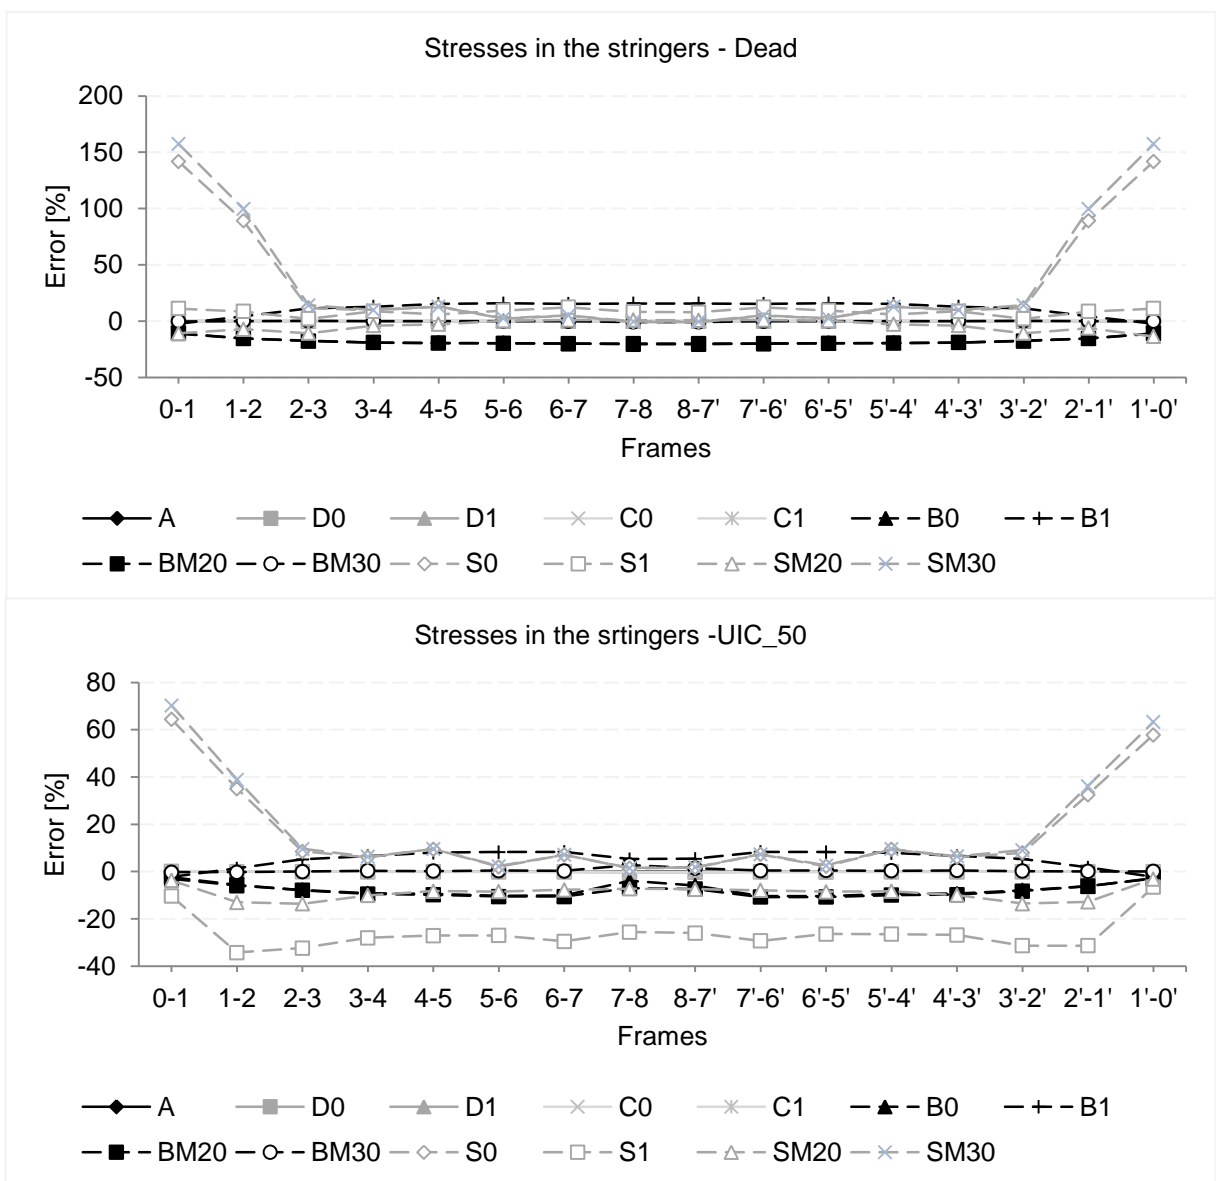 Stresses in the stringers - Dead
200
150
100
50
0
-50
Error [%]
0-1 1-2 2-3 3-4 4-5 5-6 6-7 7-8 8-7' 7'-6' 6'-5' 5'-4' 4'-3' 3'-2' 2'-1' 1'-0'
Frames
A D0 D1 C0 C1 B0 B1
BM20 BM30 S0 S1 SM20 SM30
Stresses in the srtingers -UIC_50
80
60
40
20
0
-20
-40
Error [%]
0-1 1-2 2-3 3-4 4-5 5-6 6-7 7-8 8-7' 7'-6' 6'-5' 5'-4' 4'-3' 3'-2' 2'-1' 1'-0'
Frames
A D0 D1 C0 C1 B0 B1
BM20 BM30 S0 S1 SM20 SM30